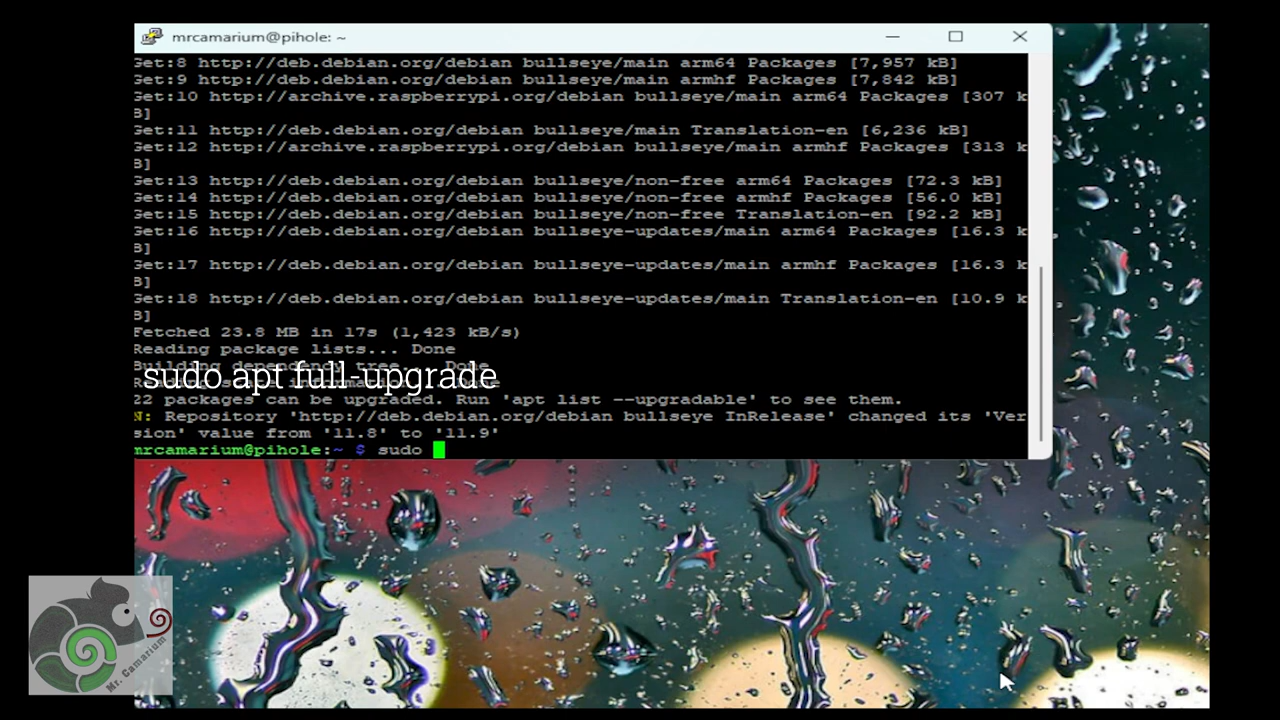 mrcamarium@pihole: ~
Get:8 http://deb.debian.org/debian bullseye/main arm64 Packages [7,957 kB]
Get:9 http://deb.debian.org/debian bullseye/main armhf Packages [7,842 kB]
Get:10 http://archive.raspberrypi.org/debian bullseye/main arm64 Packages [307 k
B]
Get:11 http://deb.debian.org/debian bullseye/main Translation-en [6,236 kB]
Get:12 http://archive.raspberrypi.org/debian bullseye/main armhf Packages [313 k
B]
Get:13 http://deb.debian.org/debian bullseye/non-free arm64 Packages [72.3 kB]
Get:14 http://deb.debian.org/debian bullseye/non-free armhf Packages [56.0 kB]
Get:15 http://deb.debian.org/debian bullseye/non-free Translation-en [92.2 kB]
Get:16 http://deb.debian.org/debian bullseye-updates/main arm64 Packages [16.3 k
B]
Get:17 http://deb.debian.org/debian bullseye-updates/main armhf Packages [16.3 k
B]
Get:18 http://deb.debian.org/debian bullseye-updates/main Translation-en [10.9 k
B]
Fetched 23.8 MB in 17s (1,423 kB/s)
Reading package lists... Done
Building dependency tree... Done
sudo apt full-upgrade
Reading state information... Done
22 packages can be upgraded. Run 'apt list --upgradable' to see them.
N: Repository 'http://deb.debian.org/debian bullseye InRelease' changed its 'Ver
sion' value from '11.8' to '11.9'
mrcamarium@pihole:~ $ sudo
Mr. Camarium